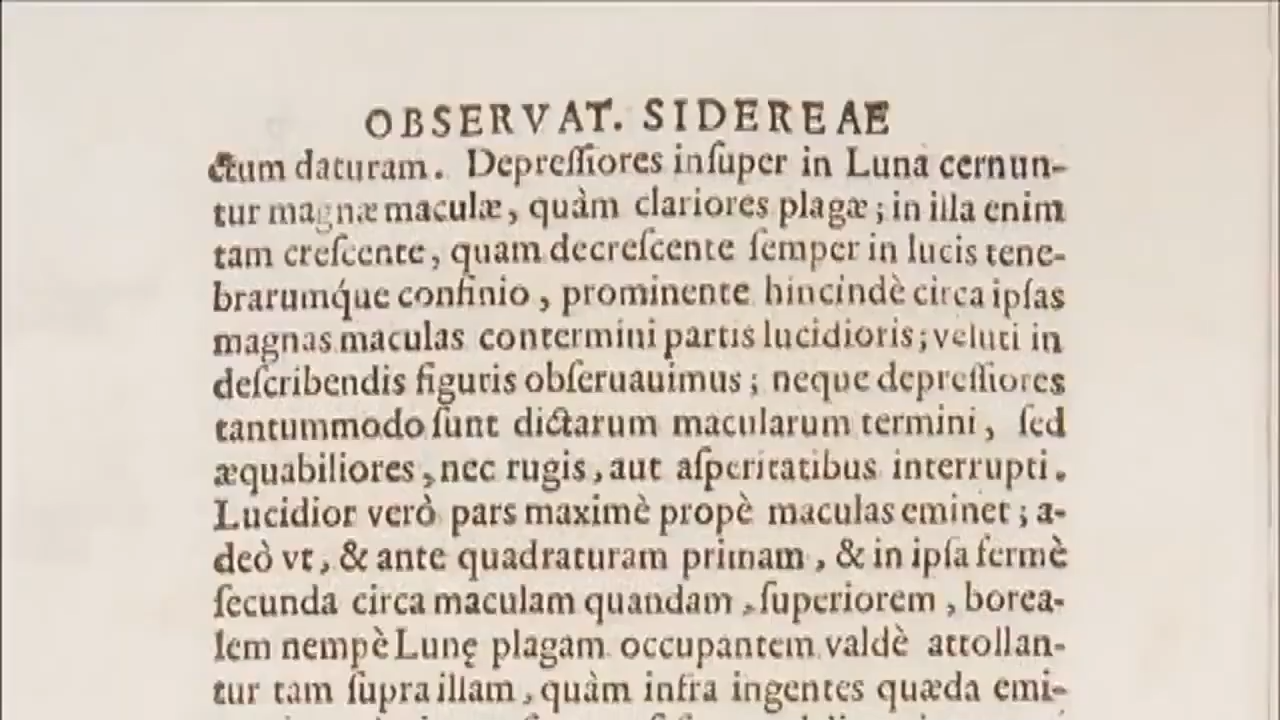 OBSERVAT. SIDEREAE
ctum daturam. Depreſſiores inſuper in Luna cernun-
tur magnæ maculæ, quàm clariores plagæ; in illa enim
tam creſcente, quam decreſcente ſemper in lucis tene-
brarumq́ue confinio, prominente hincindè circa ipſas
magnas maculas contermini partis lucidioris; veluti in
deſcribendis figuris obſeruauimus; neque depreſſiores
tantummodo ſunt dictarum macularum termini, ſed
æquabiliores, nec rugis, aut aſperitatibus interrupti.
Lucidior verò pars maximè propè maculas eminet; a-
deò vt, & ante quadraturam primam, & in ipſa fermè
ſecunda circa maculam quandam, ſuperiorem, borea-
lem nempè Lunę plagam occupantem valdè attollan-
tur tam ſupra illam, quàm infra ingentes quæda emi-